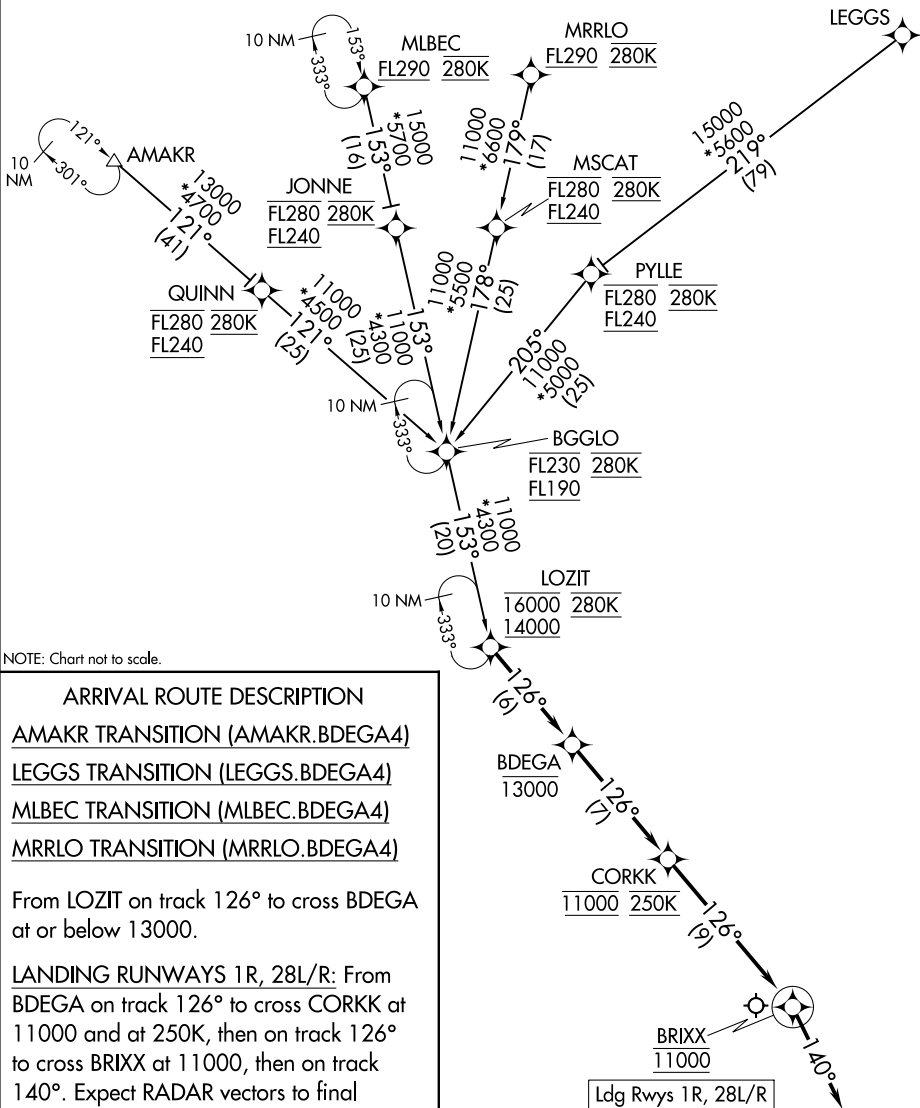 LEGGS
MRRLO
FL290 280K
MLBEC
FL290 280K
10 NM
153°
333°
15000
*5700
153°
(16)
11000
*6600
179°
(17)
15000
*5600
219°
(79)
121°
301°
10
NM
AMAKR
13000
*4700
121°
(41)
JONNE
FL280 280K
FL240
MSCAT
FL280 280K
FL240
PYLLE
FL280 280K
FL240
QUINN
FL280 280K
FL240
11000
*4500
121°
(25)
153°
11000
*4300
(25)
11000
*5500
178°
(25)
205°
11000
*5000
(25)
10 NM
333°
BGGLO
FL230 280K
FL190
11000
*4300
153°
(20)
10 NM
333°
LOZIT
16000 280K
14000
126°
(6)
BDEGA
13000
126°
(7)
CORKK
11000 250K
126°
(9)
BRIXX
11000
140°
Ldg Rwys 1R, 28L/R
NOTE: Chart not to scale.
ARRIVAL ROUTE DESCRIPTION
AMAKR TRANSITION (AMAKR.BDEGA4)
LEGGS TRANSITION (LEGGS.BDEGA4)
MLBEC TRANSITION (MLBEC.BDEGA4)
MRRLO TRANSITION (MRRLO.BDEGA4)
From LOZIT on track 126° to cross BDEGA
at or below 13000.
LANDING RUNWAYS 1R, 28L/R: From
BDEGA on track 126° to cross CORKK at
11000 and at 250K, then on track 126°
to cross BRIXX at 11000, then on track
140°. Expect RADAR vectors to final